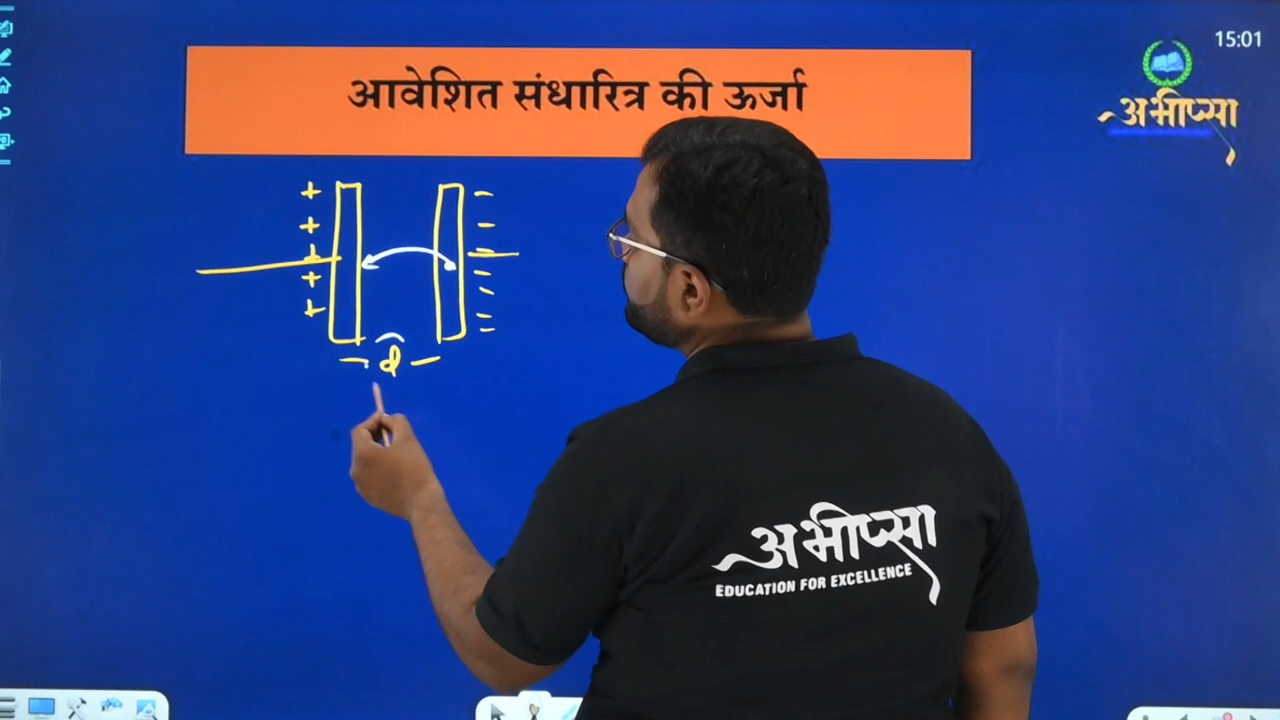 15:01
अभीप्सा
आवेशित संधारित्र की ऊर्जा
+ −
+ −
+ −
+ −
+ −
−
− d −
अभीप्सा
EDUCATION FOR EXCELLENCE